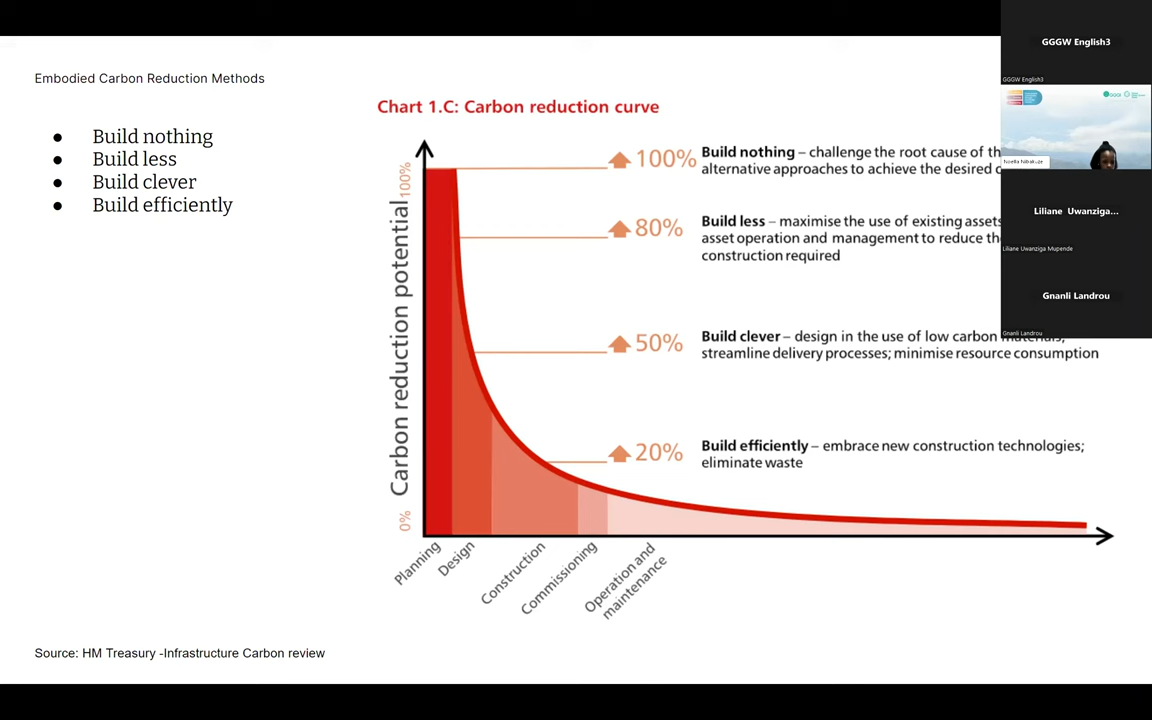 Embodied Carbon Reduction Methods
● Build nothing
● Build less
● Build clever
● Build efficiently
Chart 1.C: Carbon reduction curve
Carbon reduction potential
100%
0%
100%
Build nothing – challenge the root cause of
alternative approaches to achieve the desired
80%
Build less – maximise the use of existing assets
asset operation and management to reduce
construction required
50%
Build clever – design in the use of low carbon materials;
streamline delivery processes; minimise resource consumption
20%
Build efficiently – embrace new construction technologies;
eliminate waste
Planning
Design
Construction
Commissioning
Operation and
maintenance
Source: HM Treasury -Infrastructure Carbon review
GGGW English3
GGGW English3
GGGI
Liliane Uwanziga...
Liliane Uwanziga Mupende
Gnanli Landrou
Gnanli Landrou